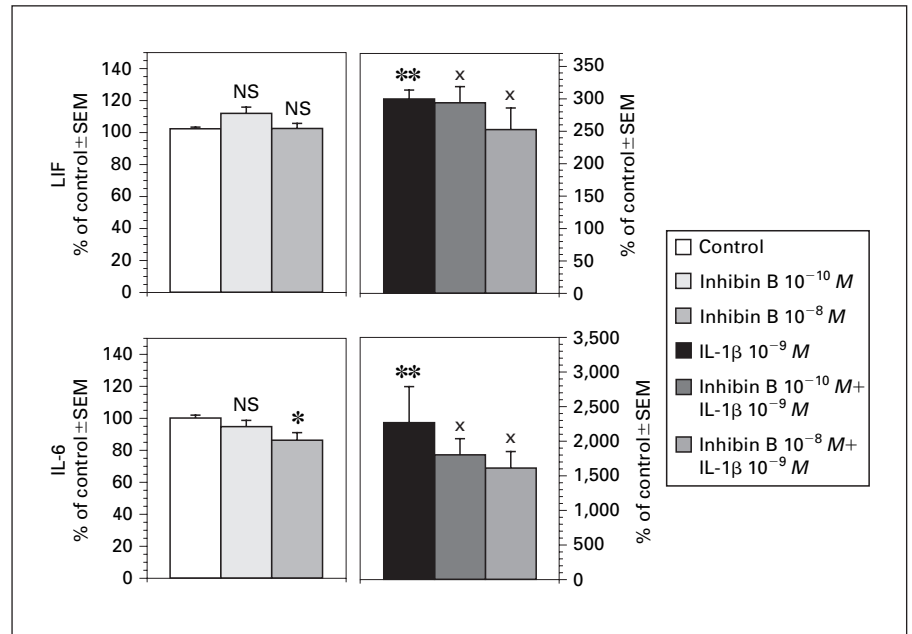 LIF
% of control±SEM
140
120
100
80
60
40
20
0
NS
NS
**
x
x
350
300
250
200
150
100
50
0
% of control±SEM
IL-6
% of control±SEM
140
120
100
80
60
40
20
0
NS
*
**
x
x
3,500
3,000
2,500
2,000
1,500
1,000
500
0
% of control±SEM
Control
Inhibin B 10⁻¹⁰ M
Inhibin B 10⁻⁸ M
IL-1β 10⁻⁹ M
Inhibin B 10⁻¹⁰ M+
IL-1β 10⁻⁹ M
Inhibin B 10⁻⁸ M+
IL-1β 10⁻⁹ M